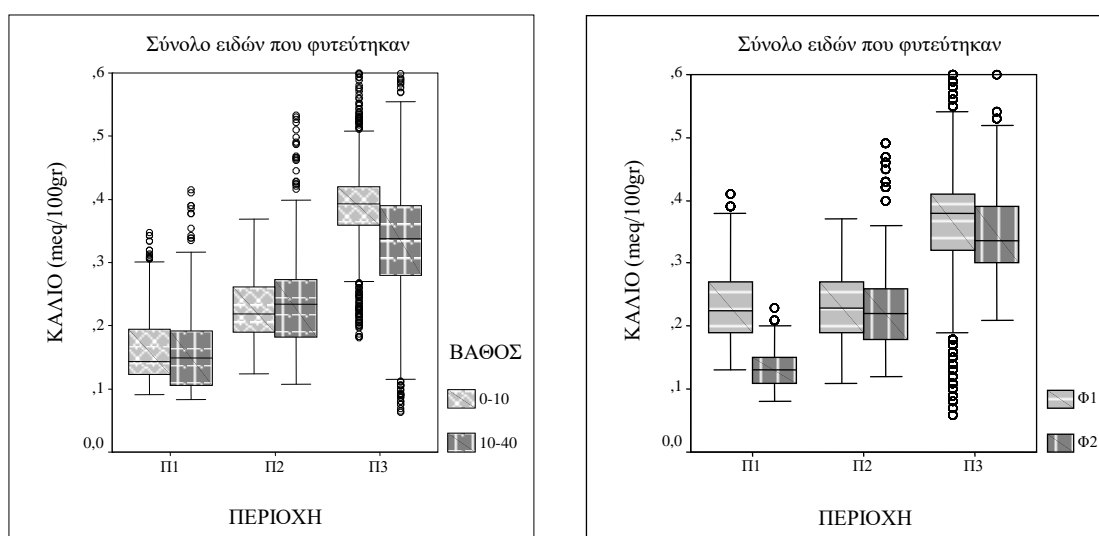 Σύνολο ειδών που φυτεύτηκαν
ΚΑΛΙΟ (meq/100gr)
,6
,5
,4
,3
,2
,1
0,0
Π1
Π2
Π3
ΠΕΡΙΟΧΗ
ΒΑΘΟΣ
0-10
10-40
Σύνολο ειδών που φυτεύτηκαν
ΚΑΛΙΟ (meq/100gr)
,6
,5
,4
,3
,2
,1
0,0
Π1
Π2
Π3
ΠΕΡΙΟΧΗ
Φ1
Φ2